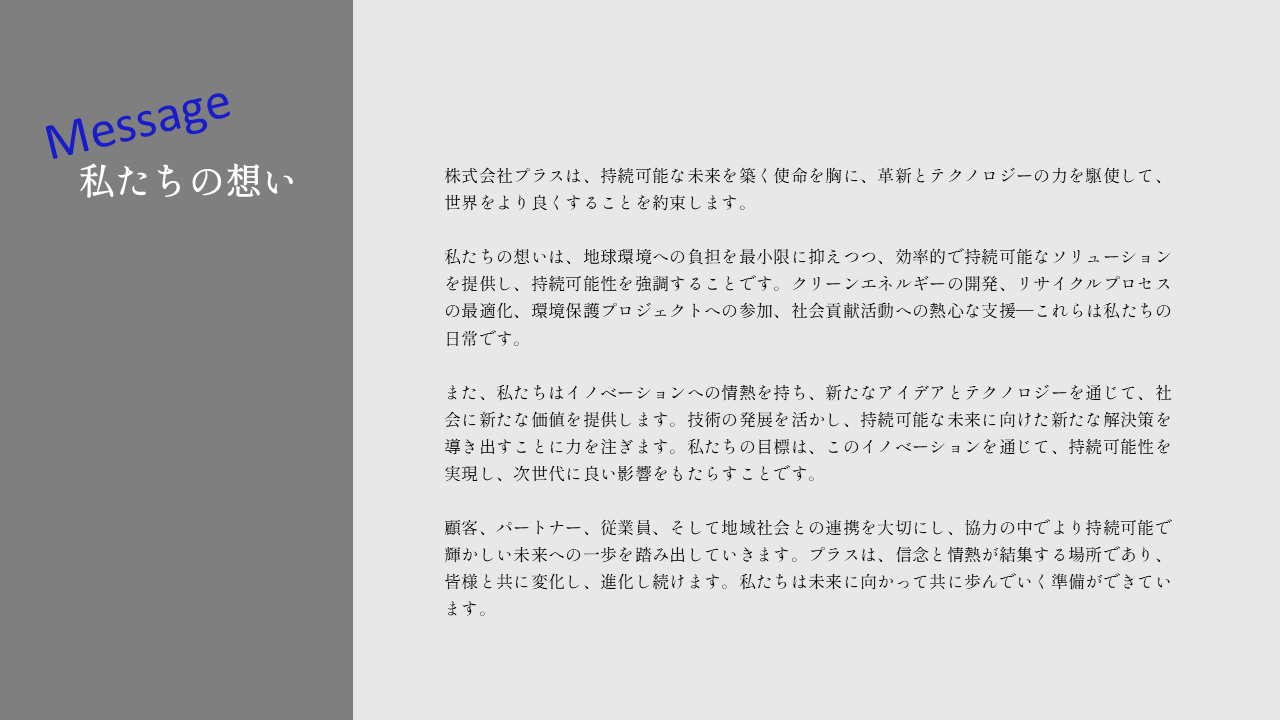 Message
私たちの想い
株式会社プラスは、持続可能な未来を築く使命を胸に、革新とテクノロジーの力を駆使して、
世界をより良くすることを約束します。
私たちの想いは、地球環境への負担を最小限に抑えつつ、効率的で持続可能なソリューション
を提供し、持続可能性を強調することです。クリーンエネルギーの開発、リサイクルプロセス
の最適化、環境保護プロジェクトへの参加、社会貢献活動への熱心な支援—これらは私たちの
日常です。
また、私たちはイノベーションへの情熱を持ち、新たなアイデアとテクノロジーを通じて、社
会に新たな価値を提供します。技術の発展を活かし、持続可能な未来に向けた新たな解決策を
導き出すことに力を注ぎます。私たちの目標は、このイノベーションを通じて、持続可能性を
実現し、次世代に良い影響をもたらすことです。
顧客、パートナー、従業員、そして地域社会との連携を大切にし、協力の中でより持続可能で
輝かしい未来への一歩を踏み出していきます。プラスは、信念と情熱が結集する場所であり、
皆様と共に変化し、進化し続けます。私たちは未来に向かって共に歩んでいく準備ができてい
ます。